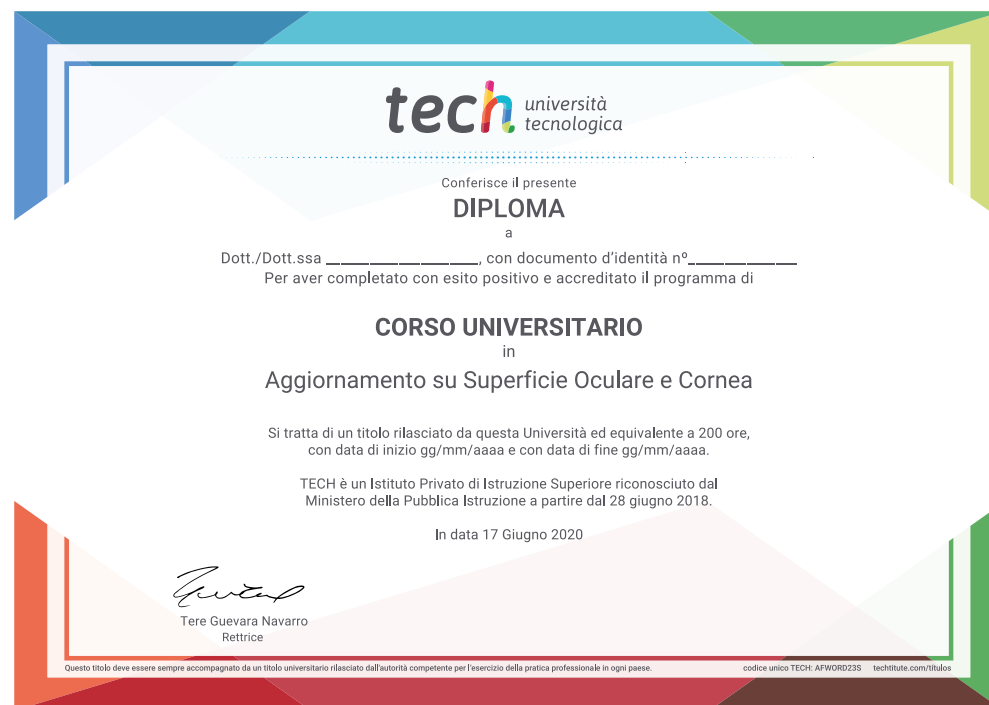 tech università
tecnologica
Conferisce il presente
DIPLOMA
a
Dott./Dott.ssa ____________________, con documento d'identità nº______________
Per aver completato con esito positivo e accreditato il programma di
CORSO UNIVERSITARIO
in
Aggiornamento su Superficie Oculare e Cornea
Si tratta di un titolo rilasciato da questa Università ed equivalente a 200 ore,
con data di inizio gg/mm/aaaa e con data di fine gg/mm/aaaa.
TECH è un Istituto Privato di Istruzione Superiore riconosciuto dal
Ministero della Pubblica Istruzione a partire dal 28 giugno 2018.
In data 17 Giugno 2020
Tere Guevara Navarro
Rettrice
Questo titolo deve essere sempre accompagnato da un titolo universitario rilasciato dall'autorità competente per l'esercizio della pratica professionale in ogni paese. codice unico TECH: AFWORD23S techtitute.com/titulos